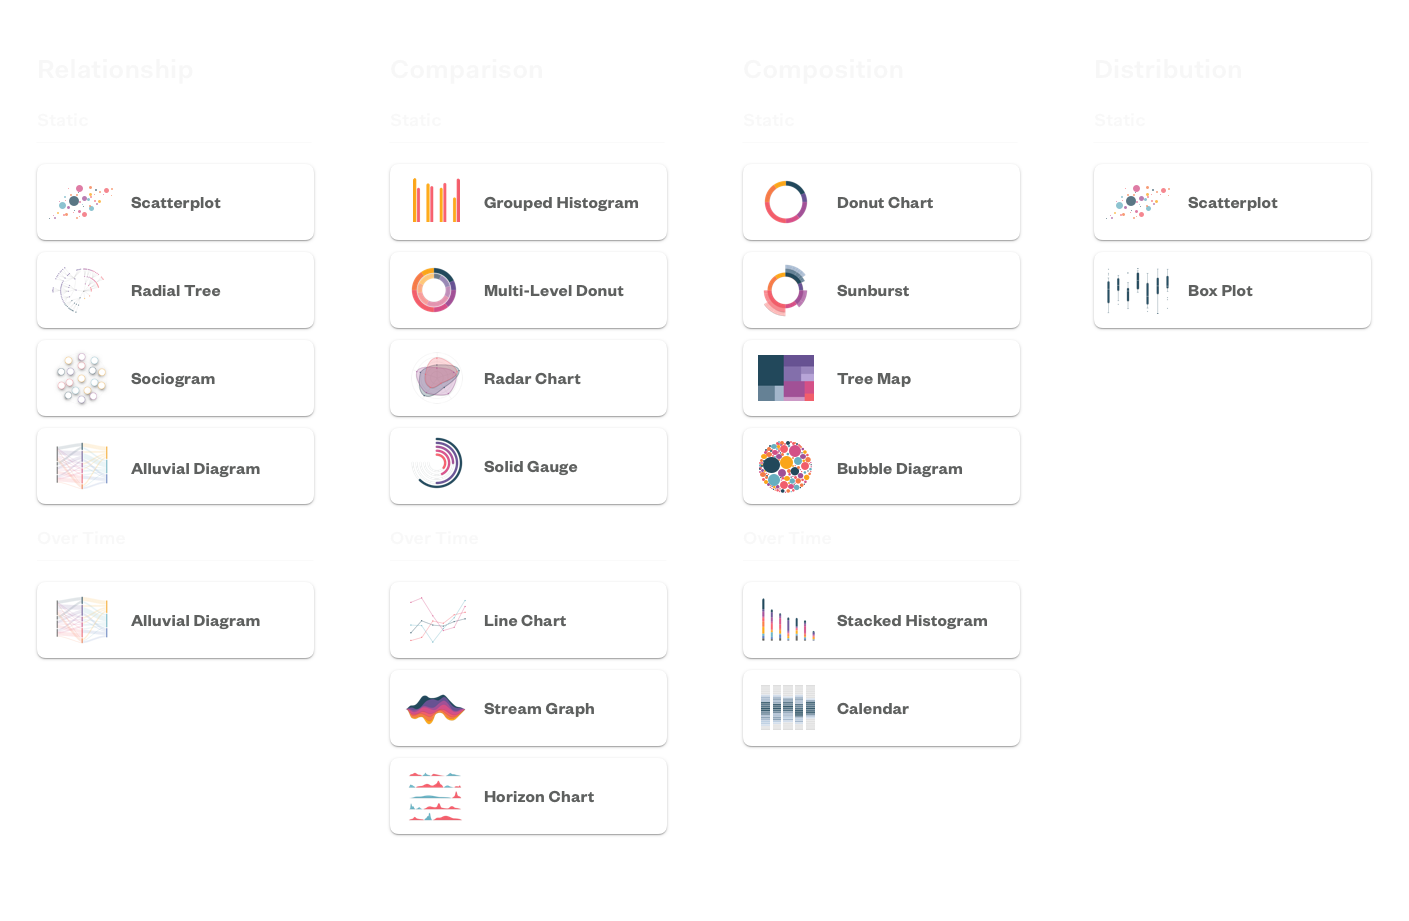 Relationship
Static
Scatterplot
Radial Tree
Sociogram
Alluvial Diagram
Over Time
Alluvial Diagram
Comparison
Static
Grouped Histogram
Multi-Level Donut
Radar Chart
Solid Gauge
Over Time
Line Chart
Stream Graph
Horizon Chart
Composition
Static
Donut Chart
Sunburst
Tree Map
Bubble Diagram
Over Time
Stacked Histogram
Calendar
Distribution
Static
Scatterplot
Box Plot